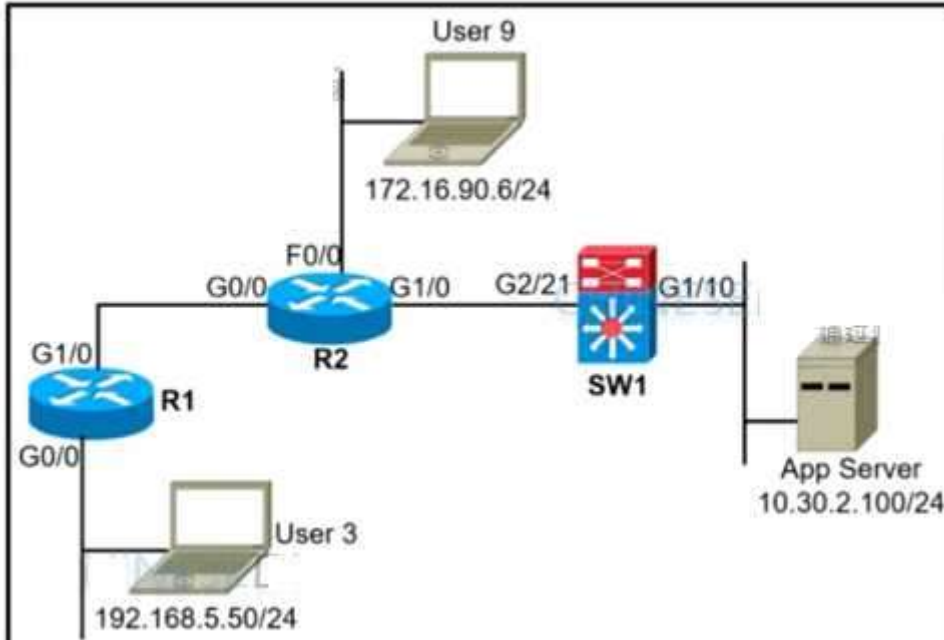 User 9
172.16.90.6/24
F0/0
G0/0
G1/0
G2/21
G1/10
R2
SW1
G1/0
R1
G0/0
App Server
10.30.2.100/24
User 3
192.168.5.50/24